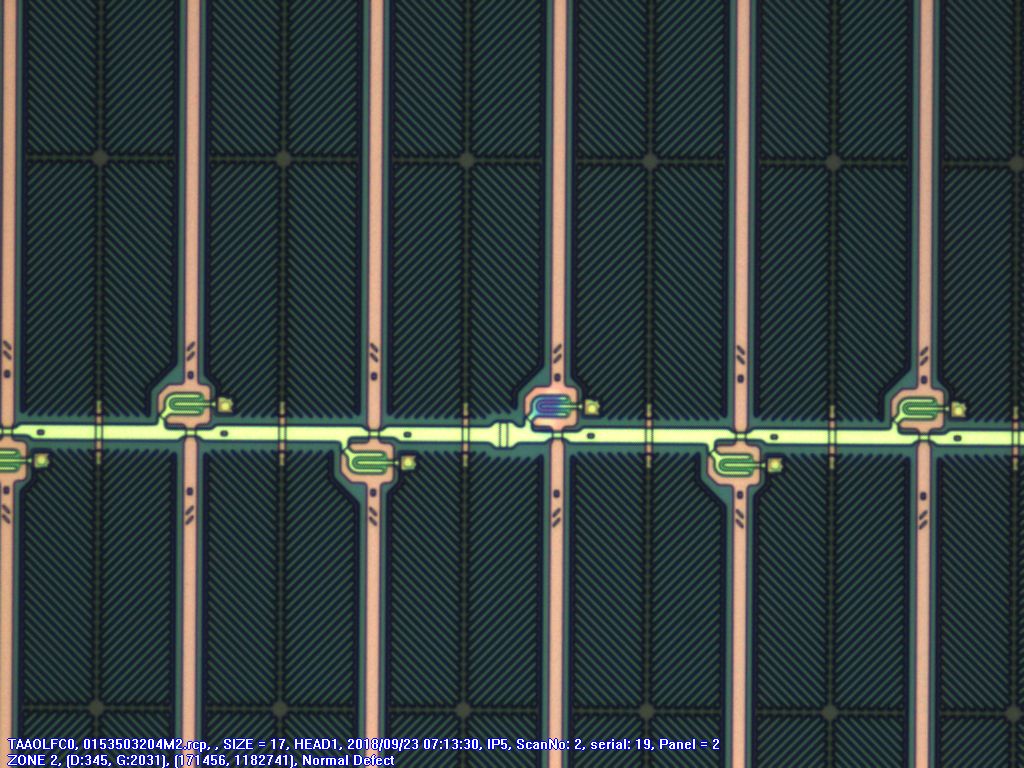 TAAOLFC0, 0153503204M2.rcp, , SIZE = 17, HEAD1, 2018/09/23 07:13:30, IP5, ScanNo: 2, serial: 19, Panel = 2
ZONE 2, (D:345, G:2031), (171456, 1182741), Normal Defect